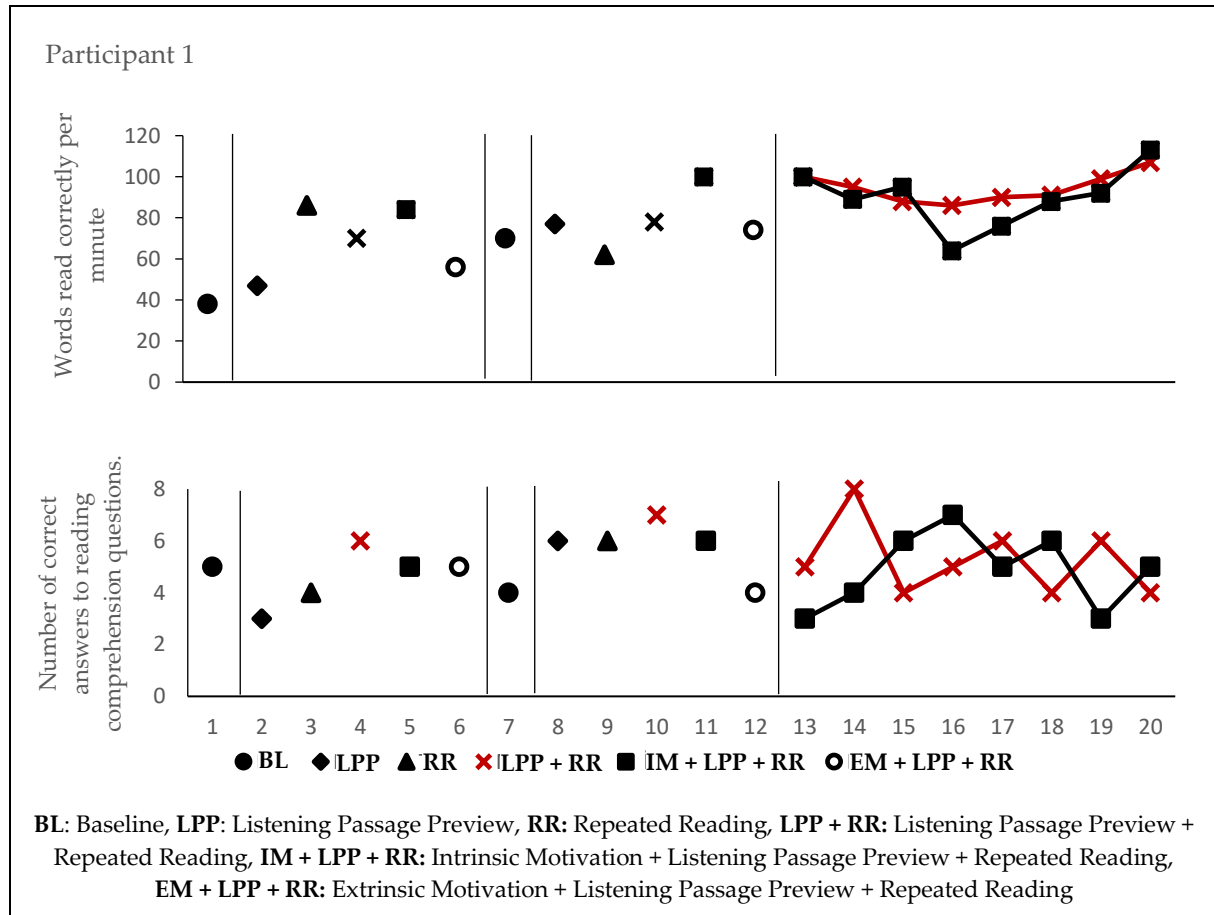 Participant 1
Words read correctly per
munute
120
100
80
60
40
20
0
Number of correct
answers to reading
comprehension questions.
8
6
4
2
0
1 2 3 4 5 6 7 8 9 10 11 12 13 14 15 16 17 18 19 20
BL LPP RR LPP + RR IM + LPP + RR EM + LPP + RR
BL: Baseline, LPP: Listening Passage Preview, RR: Repeated Reading, LPP + RR: Listening Passage Preview +
Repeated Reading, IM + LPP + RR: Intrinsic Motivation + Listening Passage Preview + Repeated Reading,
EM + LPP + RR: Extrinsic Motivation + Listening Passage Preview + Repeated Reading